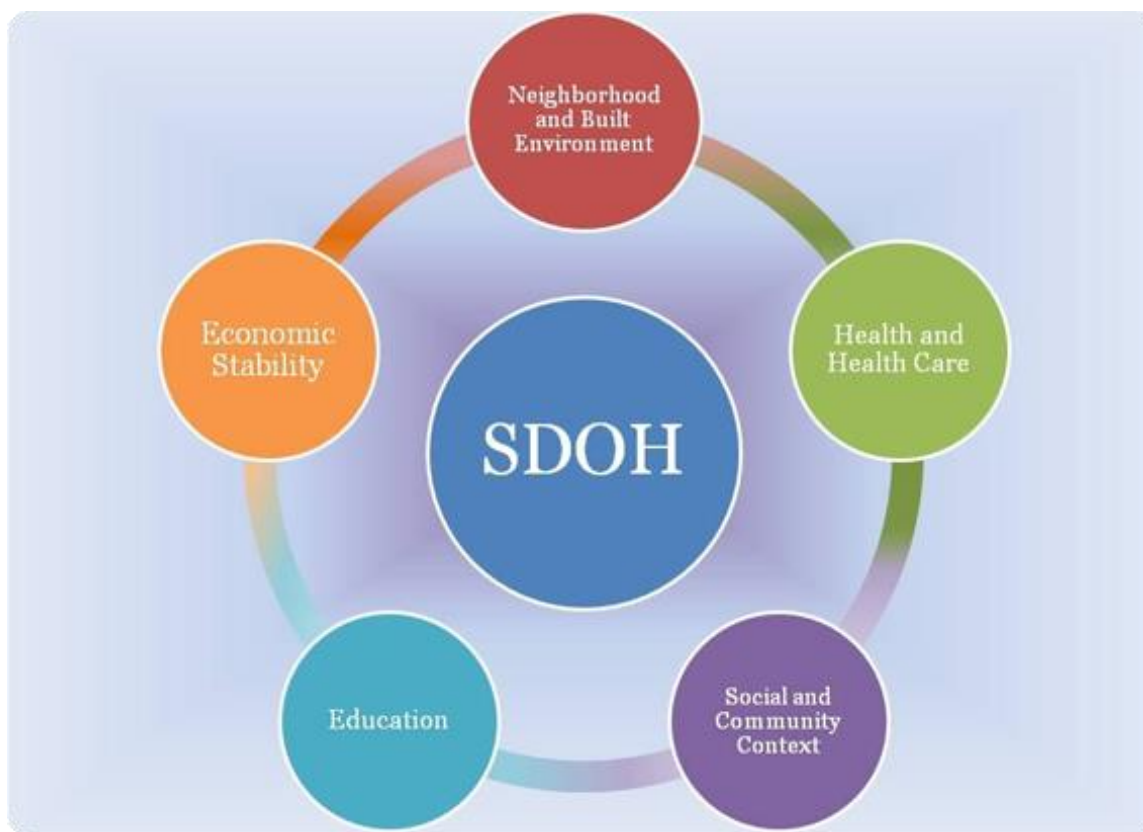 Neighborhood
and Built
Environment
Economic
Stability
Health and
Health Care
SDOH
Education
Social and
Community
Context